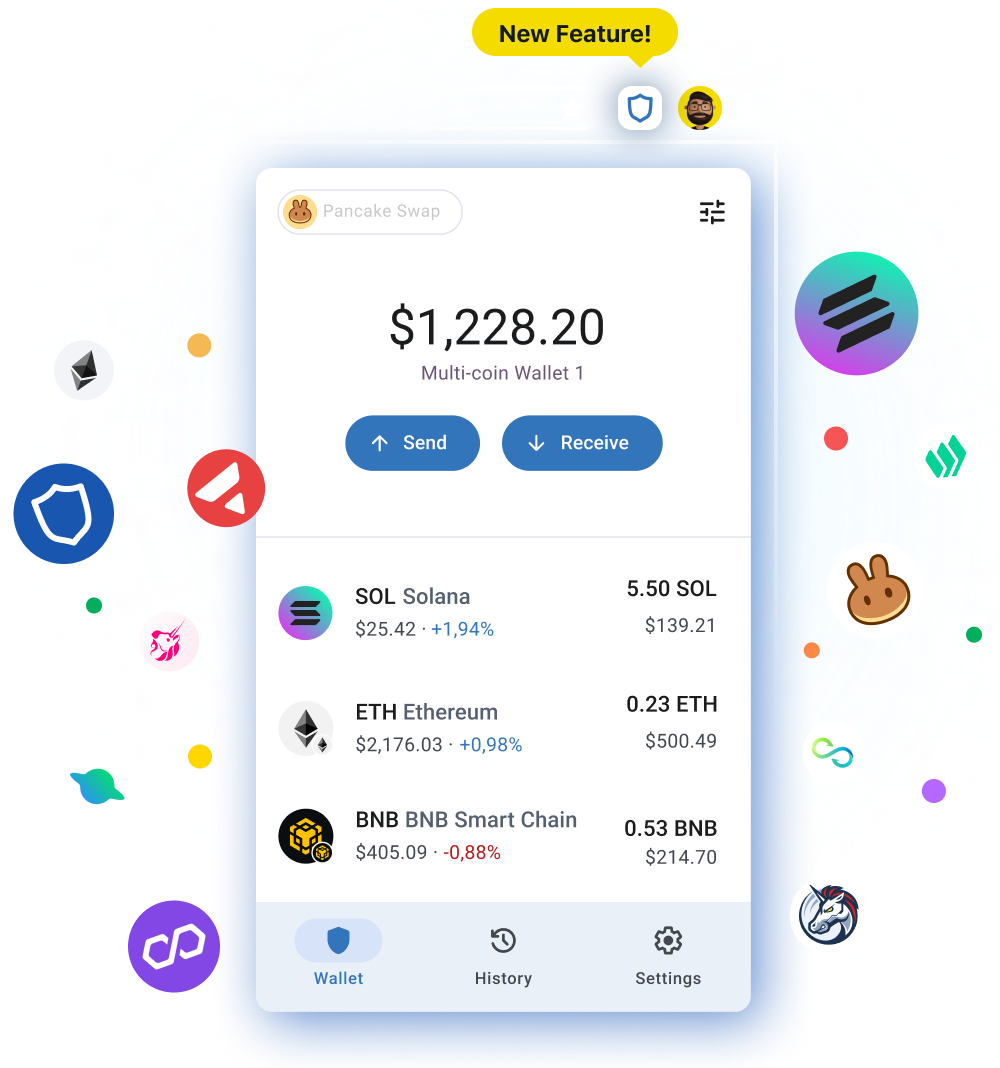 New Feature!
Pancake Swap
$1,228.20
Multi-coin Wallet 1
Send
Receive
SOL Solana
5.50 SOL
$25.42 · +1,94%
$139.21
ETH Ethereum
0.23 ETH
$2,176.03 · +0,98%
$500.49
BNB BNB Smart Chain
0.53 BNB
$405.09 · -0,88%
$214.70
Wallet
History
Settings